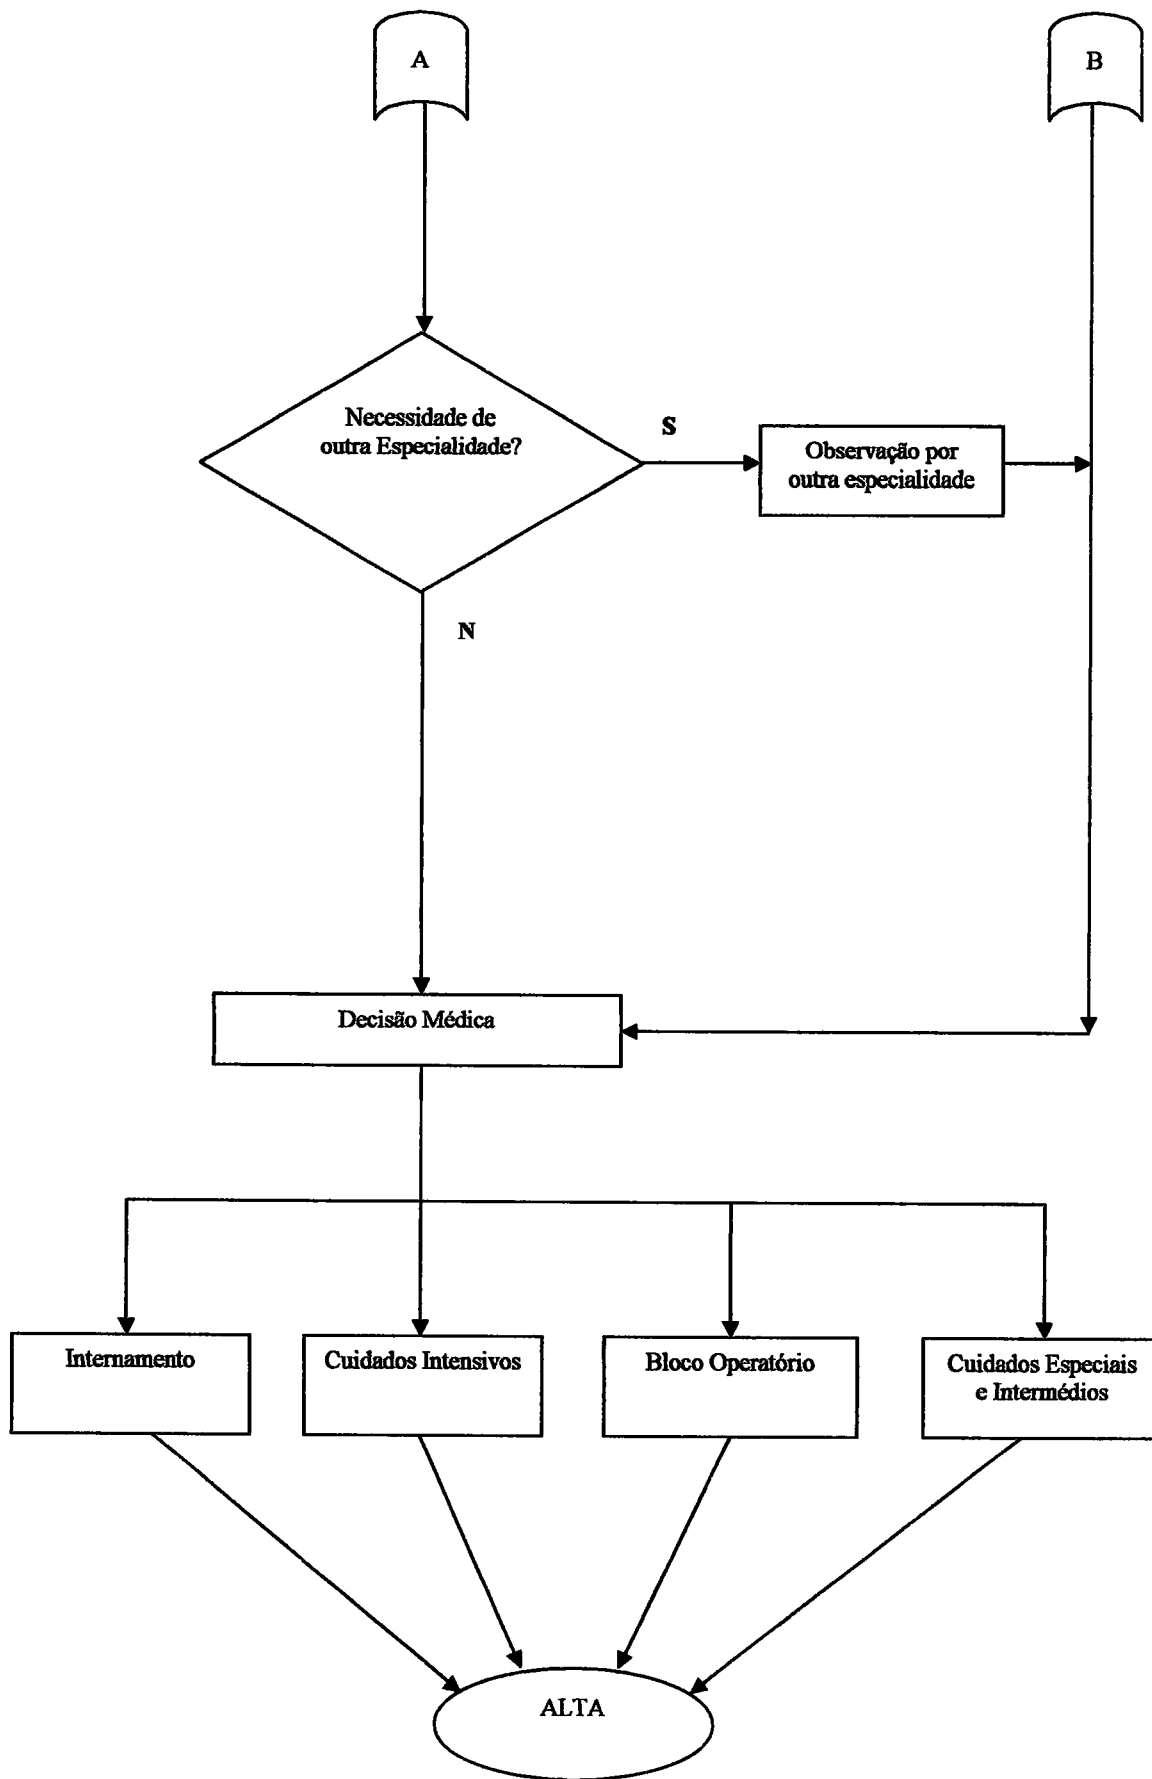 A
B
Necessidade de
outra Especialidade?
S
Observação por
outra especialidade
N
Decisão Médica
Internamento
Cuidados Intensivos
Bloco Operatório
Cuidados Especiais
e Intermédios
ALTA